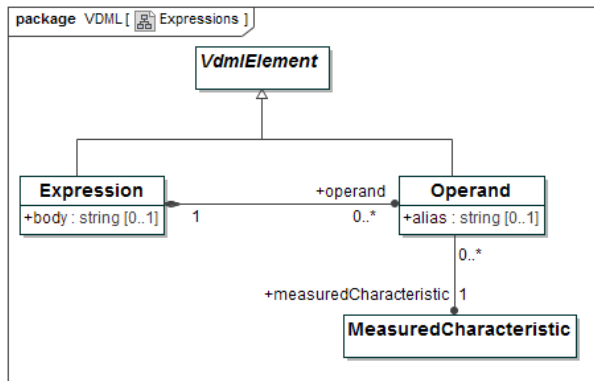 package VDML [ Expressions ]
VdmlElement
Expression
+body : string [0..1]
+operand
1
0..*
Operand
+alias : string [0..1]
0..*
+measuredCharacteristic
1
MeasuredCharacteristic